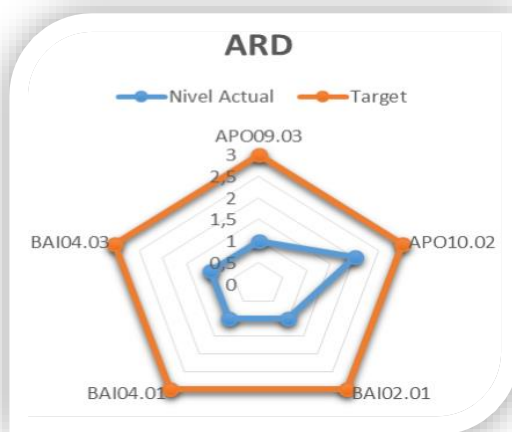 ARD
Nivel Actual Target
APO09.03
3
2,5
2
1,5
1
0,5
0
BAI04.03
APO10.02
BAI04.01
BAI02.01